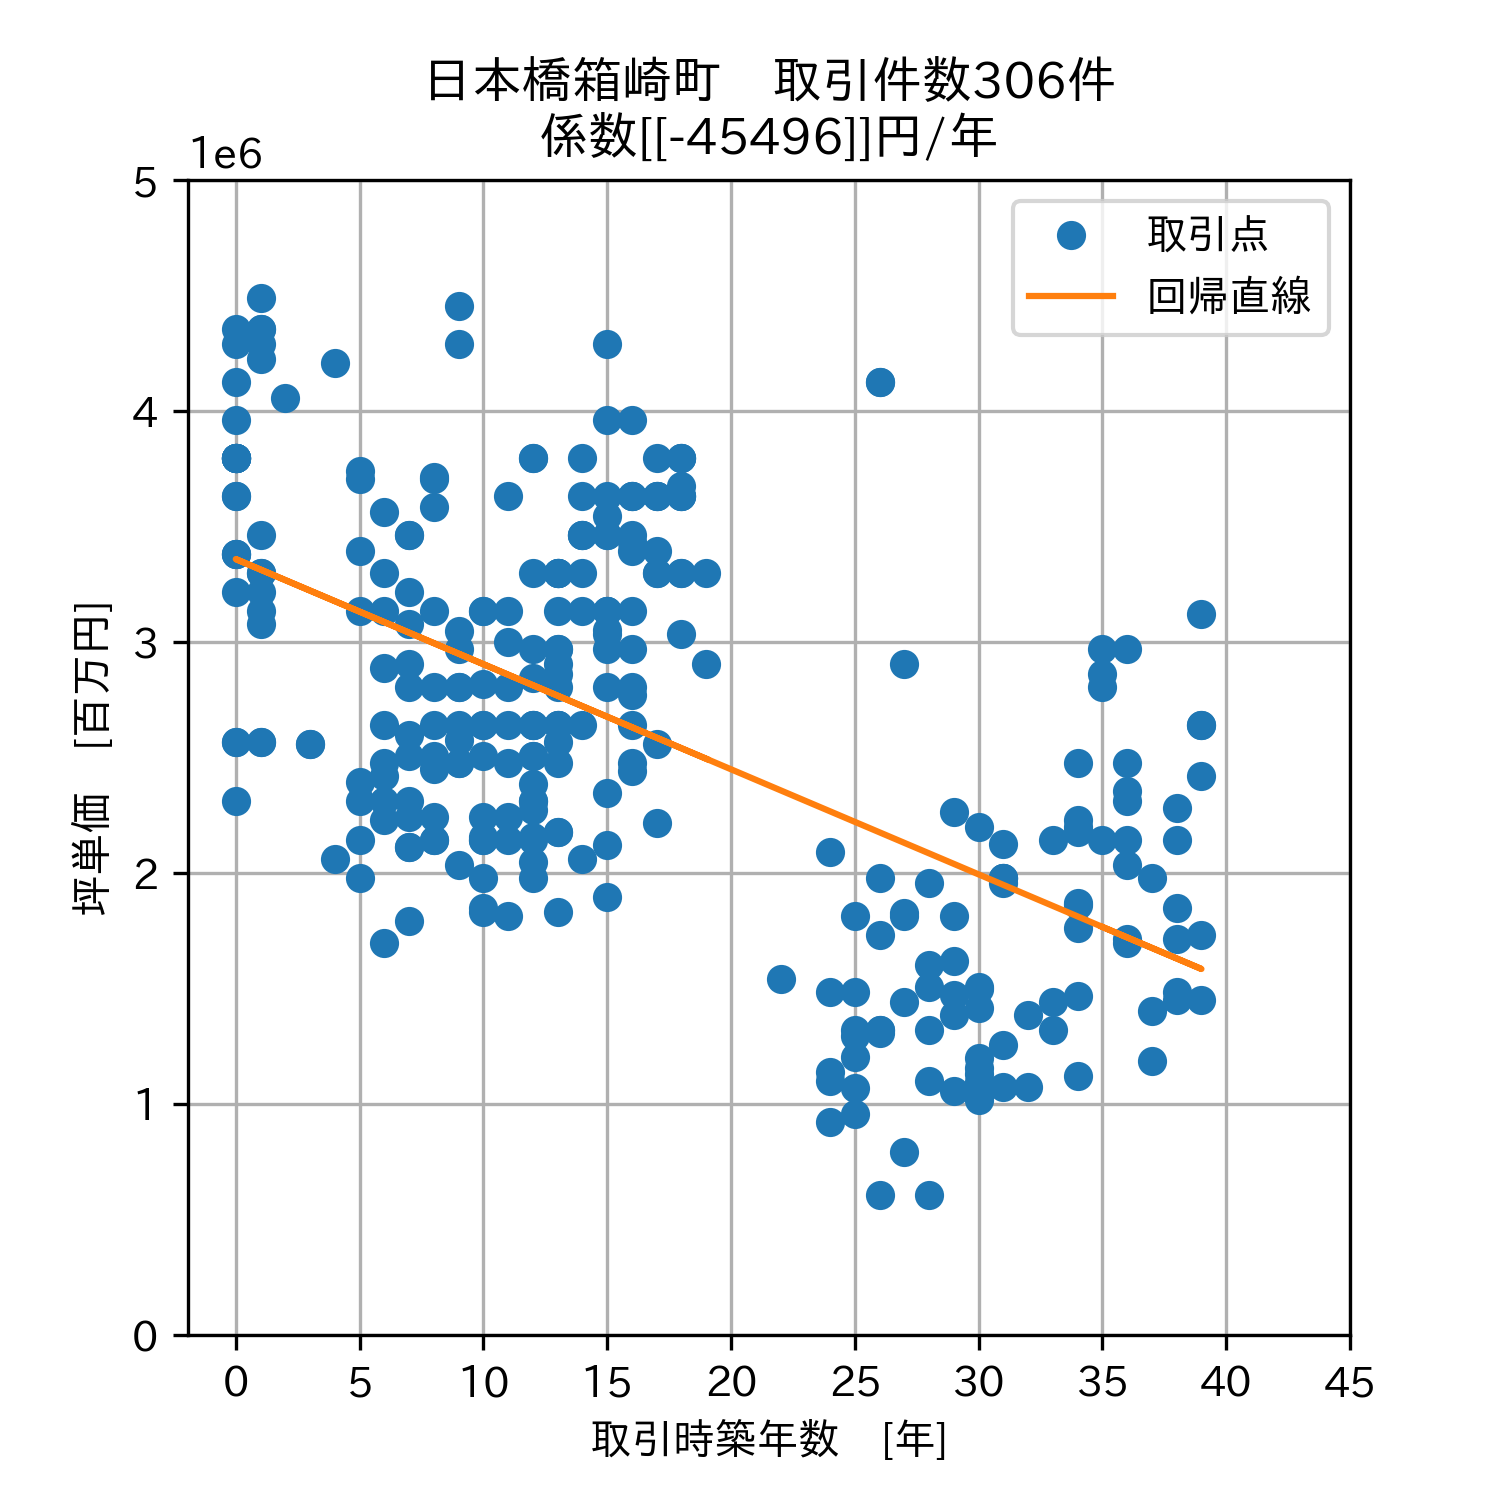 日本橋箱崎町　取引件数306件
係数[[-45496]]円/年
1e6
5
4
3
2
1
0
坪単価　[百万円]
取引点
回帰直線
0 5 10 15 20 25 30 35 40 45
取引時築年数　[年]